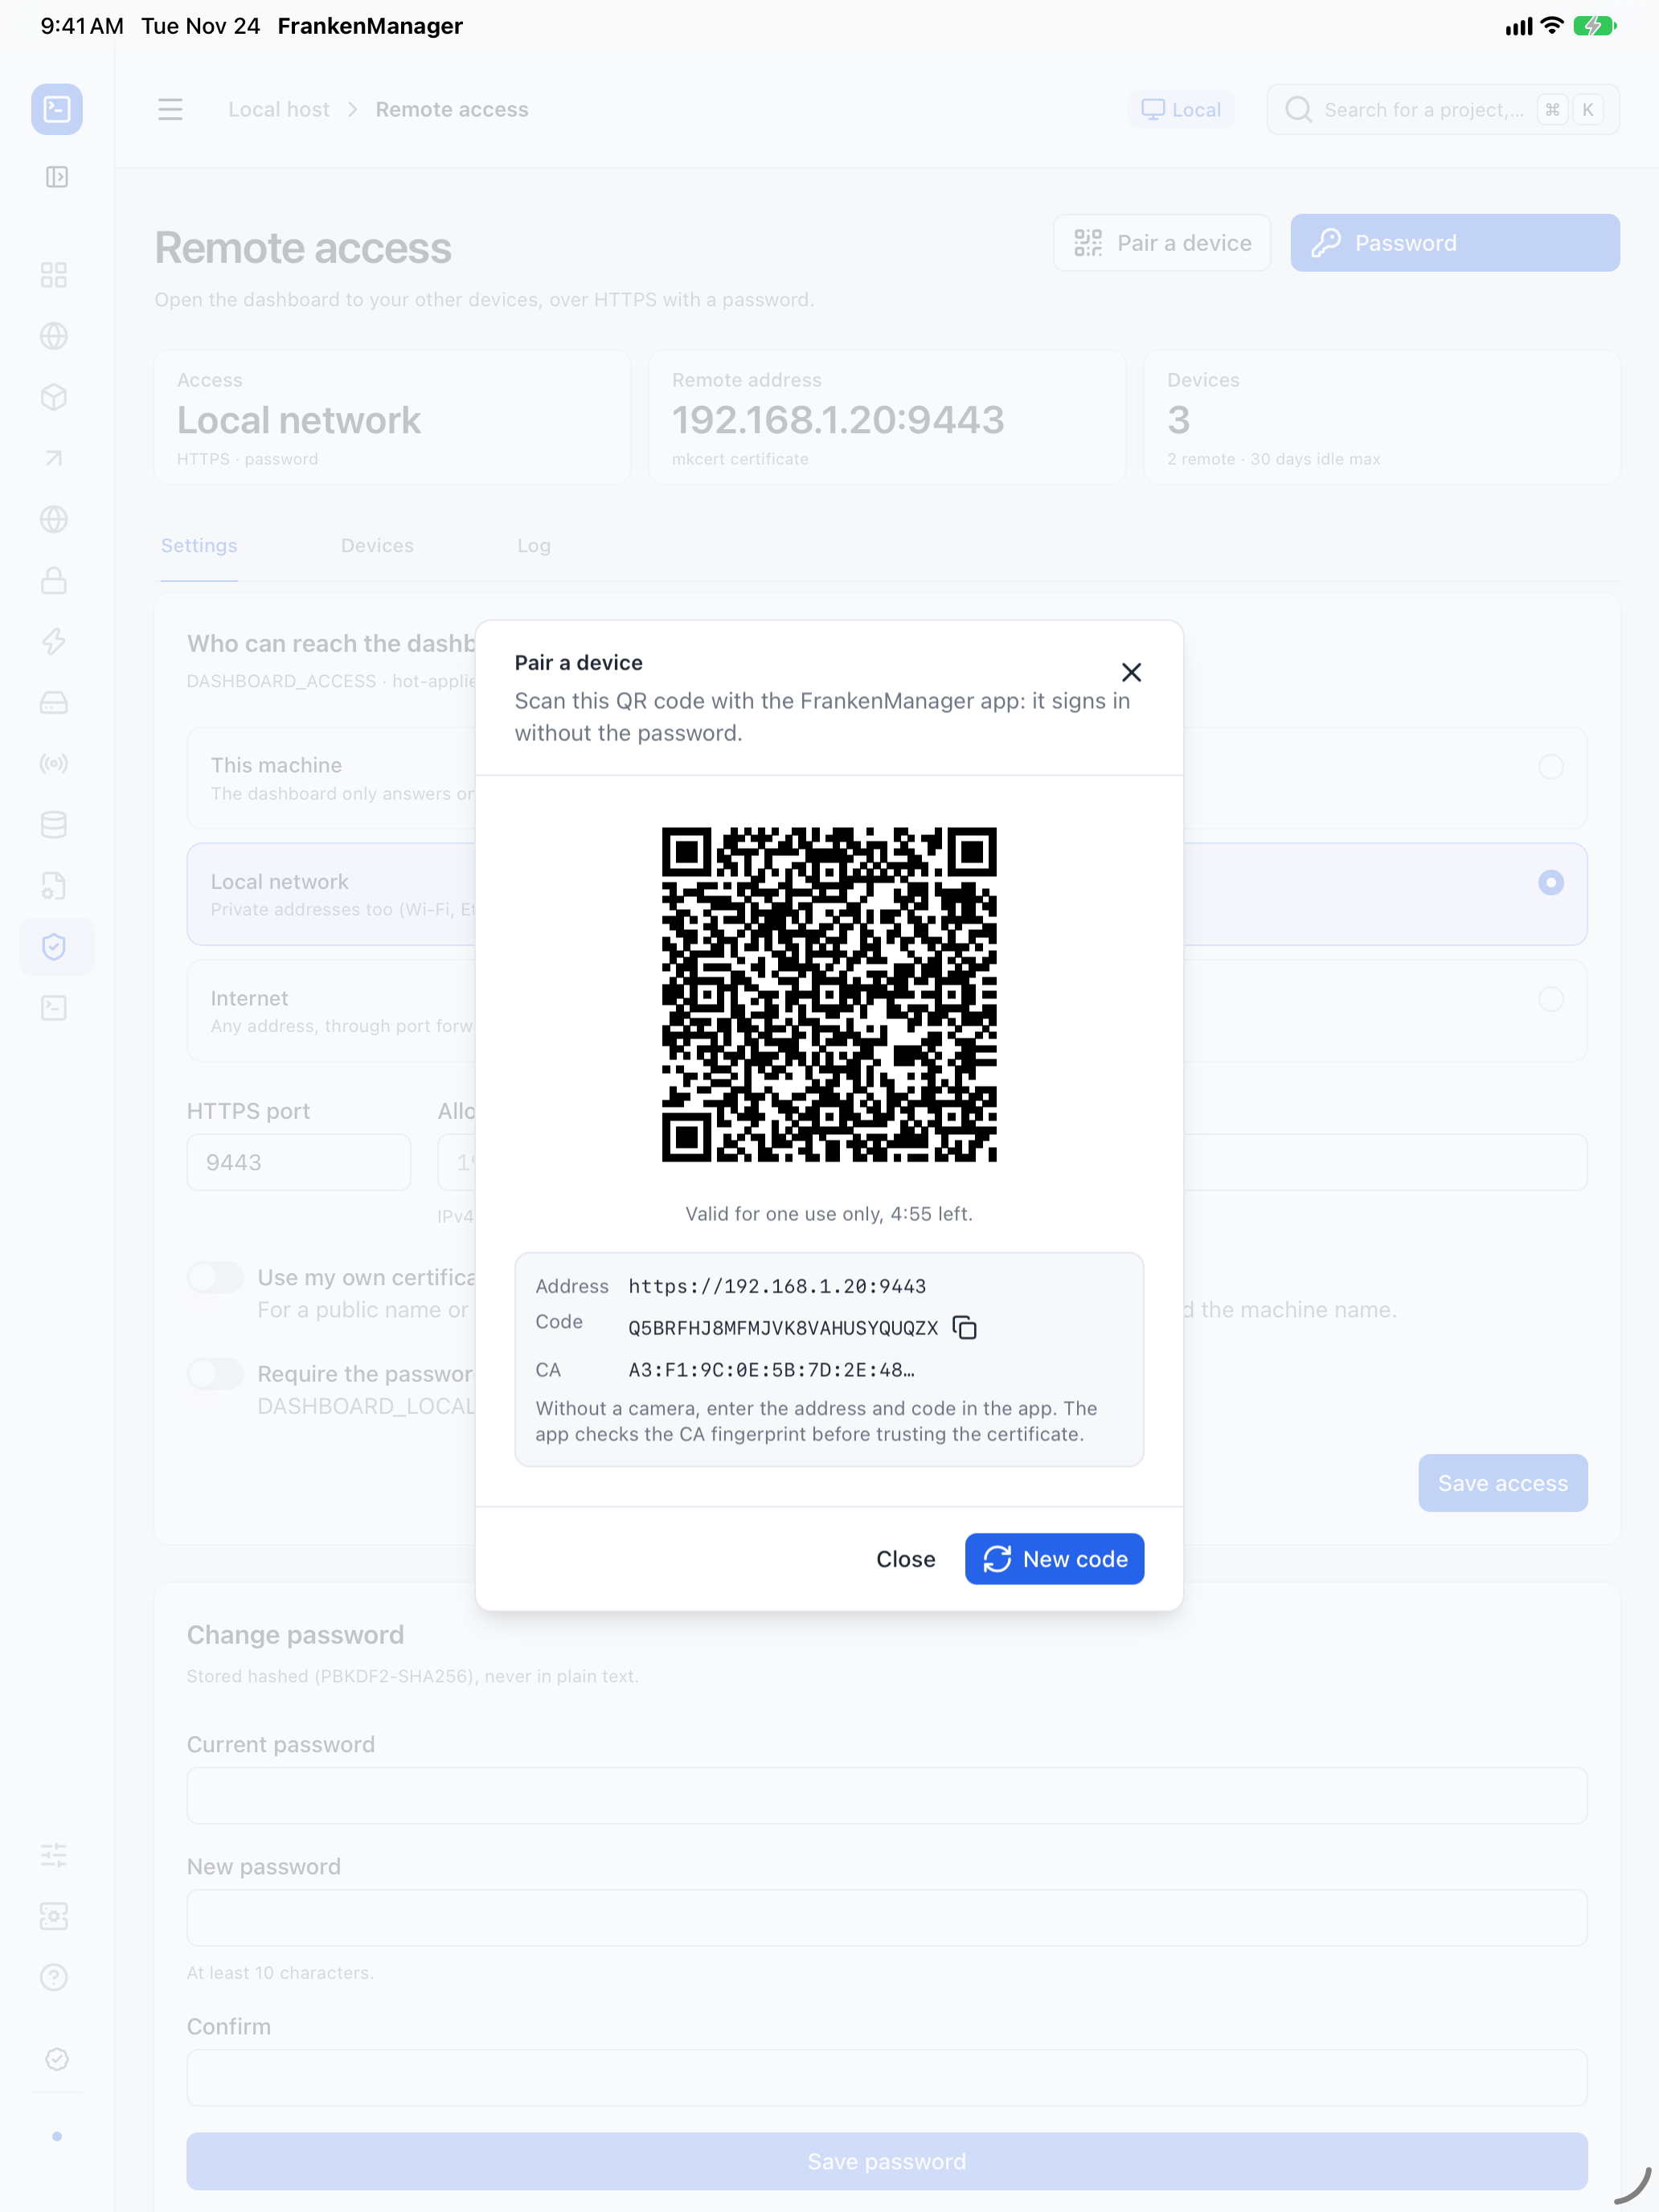 9:41 AM Tue Nov 24 FrankenManager
Local host > Remote access
Local
Search for a project,... ⌘ K
Remote access
Pair a device
Password
Open the dashboard to your other devices, over HTTPS with a password.
Access
Local network
HTTPS · password
Remote address
192.168.1.20:9443
mkcert certificate
Devices
3
2 remote · 30 days idle max
Settings
Devices
Log
Who can reach the dashb
DASHBOARD_ACCESS · hot-applie
This machine
The dashboard only answers or
Local network
Private addresses too (Wi-Fi, Et
Internet
Any address, through port forw
HTTPS port
Allo
9443
IPv4
Use my own certifica
For a public name or
d the machine name.
Require the passwor
DASHBOARD_LOCAL
Save access
Pair a device
Scan this QR code with the FrankenManager app: it signs in
without the password.
Valid for one use only, 4:55 left.
Address https://192.168.1.20:9443
Code Q5BRFHJ8MFMJVK8VAHUSYQUQZX
CA A3:F1:9C:0E:5B:7D:2E:48…
Without a camera, enter the address and code in the app. The
app checks the CA fingerprint before trusting the certificate.
Close
New code
Change password
Stored hashed (PBKDF2-SHA256), never in plain text.
Current password
New password
At least 10 characters.
Confirm
Save password